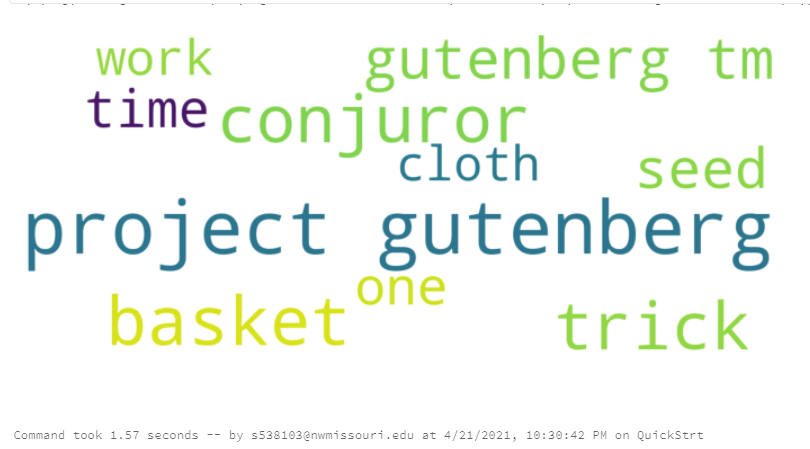 work gutenberg tm
time conjuror
cloth seed
project gutenberg
one
basket trick
Command took 1.57 seconds -- by s538103@nwmissouri.edu at 4/21/2021, 10:30:42 PM on QuickStrt